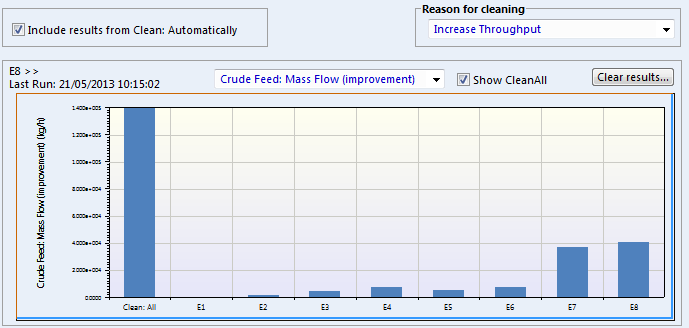 Reason for cleaning
Include results from Clean: Automatically
Increase Throughput
E8 >>
Last Run: 21/05/2013 10:15:02
Crude Feed: Mass Flow (improvement)
Show CleanAll
Clear results...
Crude Feed: Mass Flow (improvement) (kg/h)
1.400e+005
1.200e+005
1.000e+005
8.000e+004
6.000e+004
4.000e+004
2.000e+004
0.0000
Clean: All E1 E2 E3 E4 E5 E6 E7 E8